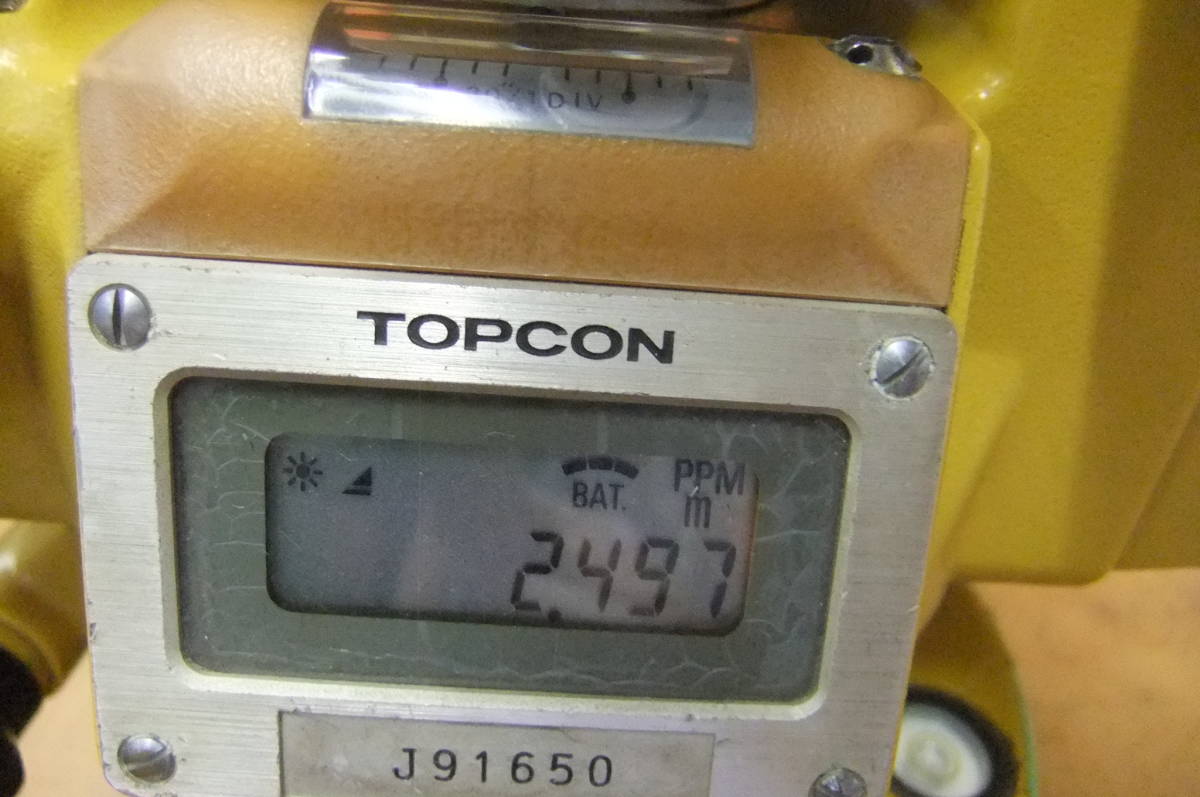 TOPCON
BAT. PPM
m
2.497
J91650